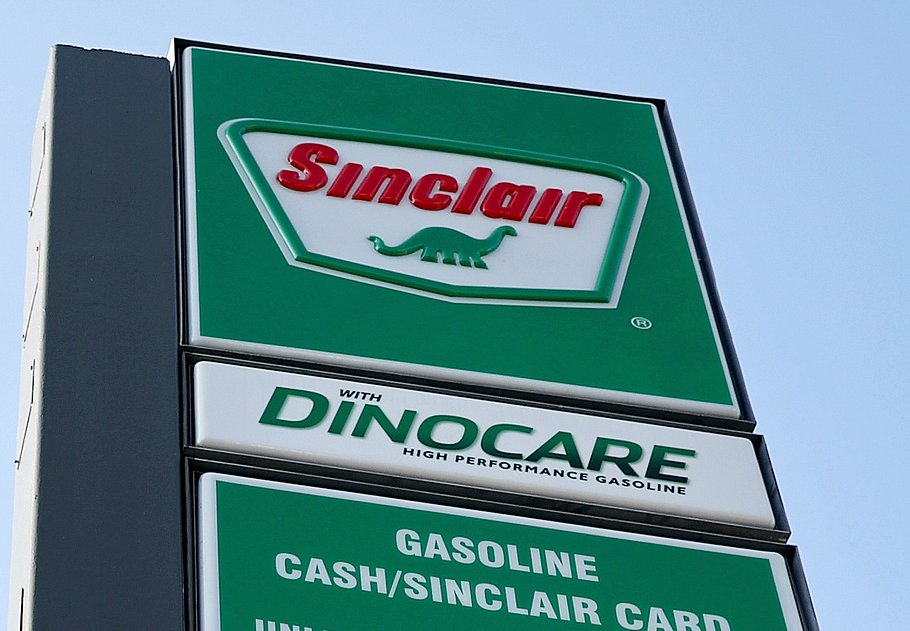 Sinclair
®
WITH
DINOCARE
HIGH PERFORMANCE GASOLINE
GASOLINE
CASH/SINCLAIR CARD